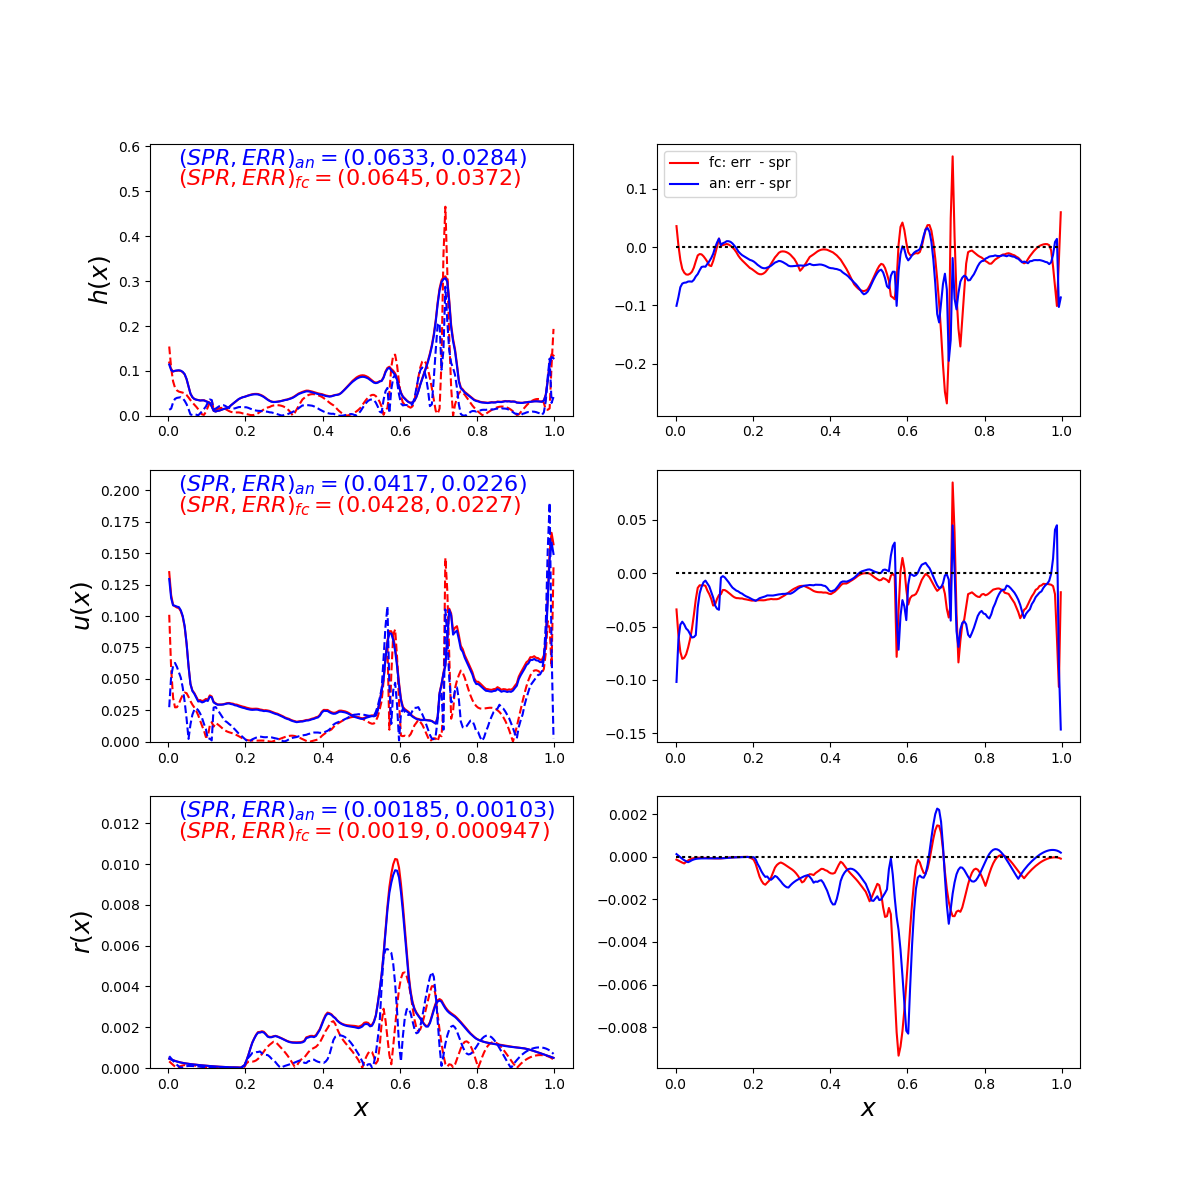 (SPR, ERR)an = (0.0633, 0.0284)
(SPR, ERR)fc = (0.0645, 0.0372)
h(x)
0.6
0.5
0.4
0.3
0.2
0.1
0.0
0.0 0.2 0.4 0.6 0.8 1.0
fc: err - spr
an: err - spr
0.1
0.0
−0.1
−0.2
0.0 0.2 0.4 0.6 0.8 1.0
(SPR, ERR)an = (0.0417, 0.0226)
(SPR, ERR)fc = (0.0428, 0.0227)
u(x)
0.200
0.175
0.150
0.125
0.100
0.075
0.050
0.025
0.000
0.0 0.2 0.4 0.6 0.8 1.0
0.05
0.00
−0.05
−0.10
−0.15
0.0 0.2 0.4 0.6 0.8 1.0
(SPR, ERR)an = (0.00185, 0.00103)
(SPR, ERR)fc = (0.0019, 0.000947)
r(x)
0.012
0.010
0.008
0.006
0.004
0.002
0.000
0.0 0.2 0.4 0.6 0.8 1.0
x
0.002
0.000
−0.002
−0.004
−0.006
−0.008
0.0 0.2 0.4 0.6 0.8 1.0
x